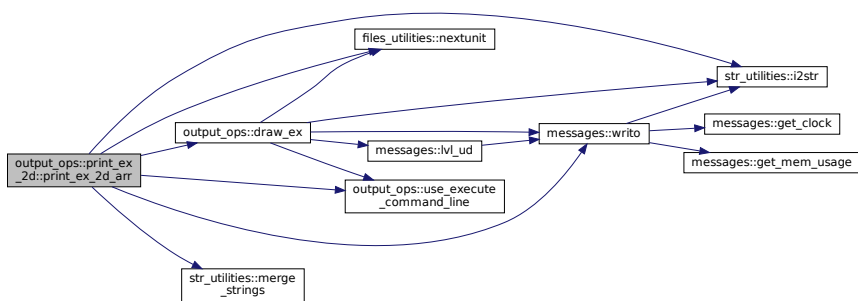 output_ops::print_ex
_2d::print_ex_2d_arr
files_utilities::nextunit
output_ops::draw_ex
messages::lvl_ud
output_ops::use_execute
_command_line
str_utilities::merge
_strings
messages::writo
str_utilities::i2str
messages::get_clock
messages::get_mem_usage